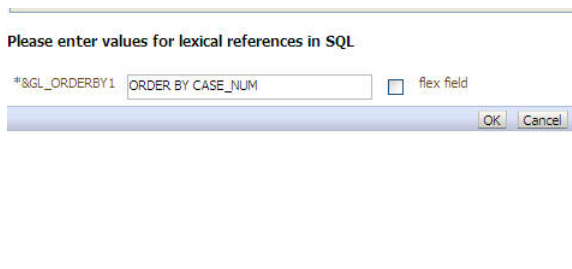 Please enter values for lexical references in SQL
*&GL_ORDERBY1 ORDER BY CASE_NUM flex field
OK Cancel